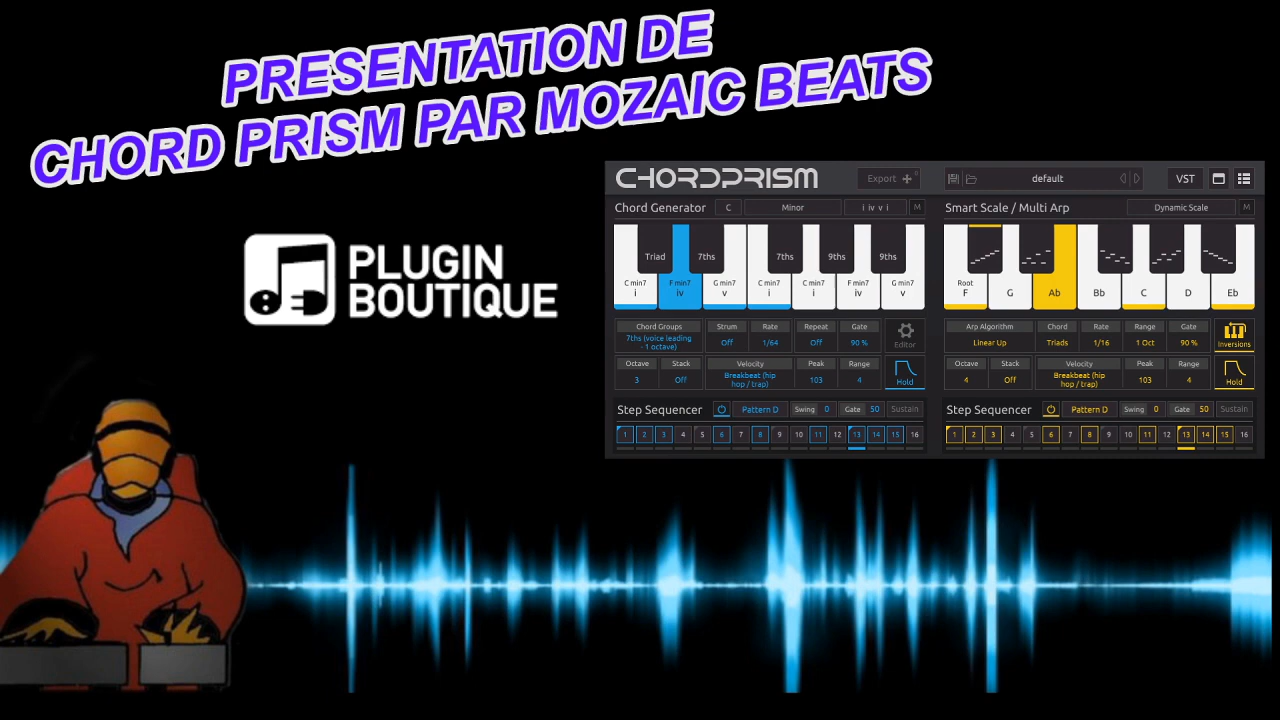 PRESENTATION DE
CHORD PRISM PAR MOZAIC BEATS
PLUGIN
BOUTIQUE
CHORDPRISM Export default VST
Chord Generator C Minor i iv v i M Smart Scale / Multi Arp Dynamic Scale M
Triad 7ths 7ths 9ths 9ths
C min7 F min7 G min7 C min7 C min7 F min7 G min7 Root
i iv v i i iv v F G Ab Bb C D Eb
Chord Groups Strum Rate Repeat Gate Arp Algorithm Chord Rate Range Gate
7ths (voice leading
- 1 octave) Off 1/64 Off 90 % Editor Linear Up Triads 1/16 1 Oct 90 % Inversions
Octave Stack Velocity Peak Range Octave Stack Velocity Peak Range
3 Off Breakbeat (hip
hop / trap) 103 4 Hold 4 Off Breakbeat (hip
hop / trap) 103 4 Hold
Step Sequencer Pattern D Swing 0 Gate 50 Sustain Step Sequencer Pattern D Swing 0 Gate 50 Sustain
1 2 3 4 5 6 7 8 9 10 11 12 13 14 15 16 1 2 3 4 5 6 7 8 9 10 11 12 13 14 15 16